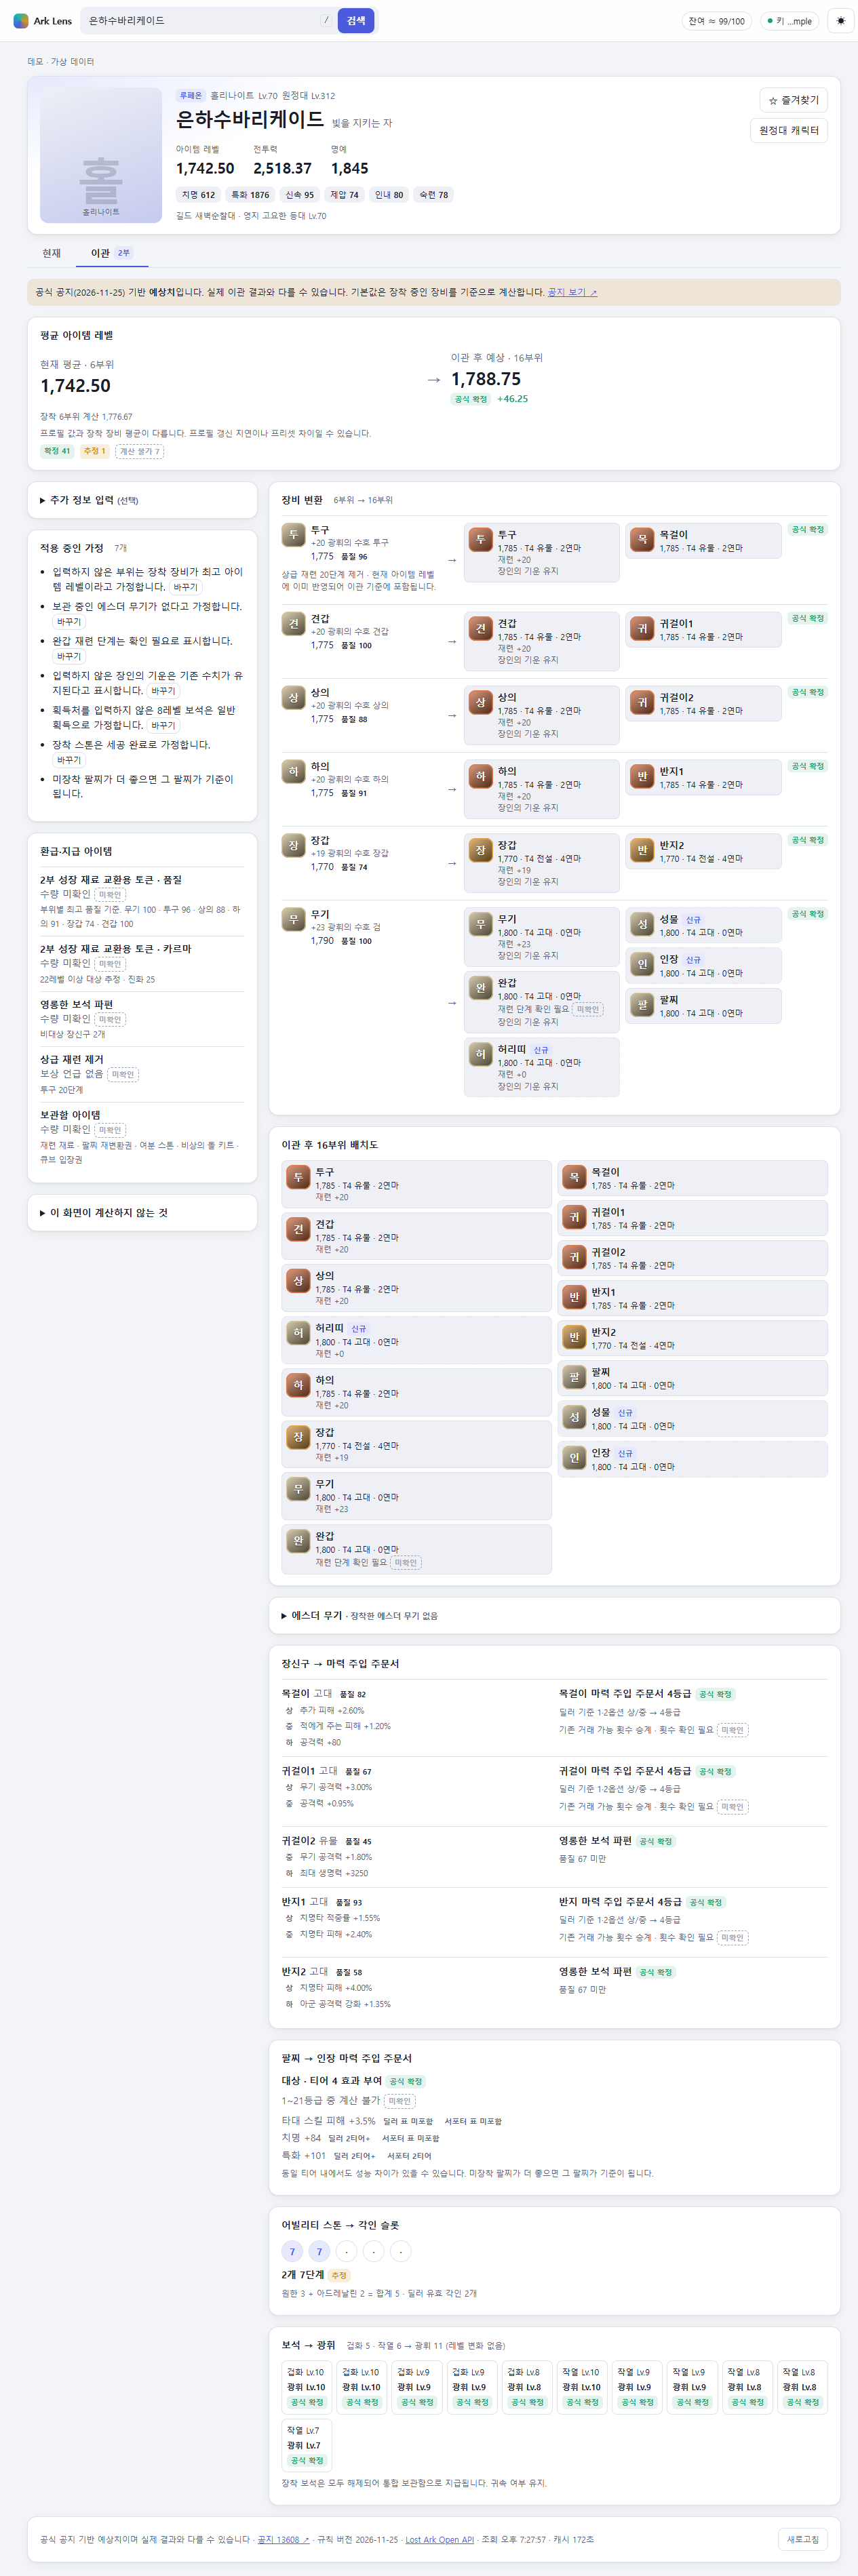 Ark Lens
은하수바리케이드
/
검색
잔여 ≈ 99/100
키 …mple
데모 · 가상 데이터
홀
홀리나이트
루페온 홀리나이트 Lv.70 원정대 Lv.312
은하수바리케이드 빛을 지키는 자
아이템 레벨 전투력 명예
1,742.50 2,518.37 1,845
치명 612 특화 1876 신속 95 제압 74 인내 80 숙련 78
길드 새벽순찰대 · 영지 고요한 등대 Lv.70
☆ 즐겨찾기
원정대 캐릭터
현재 이관 2부
공식 공지(2026-11-25) 기반 예상치입니다. 실제 이관 결과와 다를 수 있습니다. 기본값은 장착 중인 장비를 기준으로 계산합니다. 공지 보기 ↗
평균 아이템 레벨
현재 평균 · 6부위
1,742.50
→
이관 후 예상 · 16부위
1,788.75
공식 확정 +46.25
장착 6부위 계산 1,776.67
프로필 값과 장착 장비 평균이 다릅니다. 프로필 갱신 지연이나 프리셋 차이일 수 있습니다.
확정 41 추정 1 계산 불가 7
▶ 추가 정보 입력 (선택)
적용 중인 가정 7개
• 입력하지 않은 부위는 장착 장비가 최고 아이
템 레벨이라고 가정합니다. 바꾸기
• 보관 중인 에스더 무기가 없다고 가정합니다.
바꾸기
• 완갑 재련 단계는 확인 필요로 표시합니다.
바꾸기
• 입력하지 않은 장인의 기운은 기존 수치가 유
지된다고 표시합니다. 바꾸기
• 획득처를 입력하지 않은 8레벨 보석은 일반
획득으로 가정합니다. 바꾸기
• 장착 스톤은 세공 완료로 가정합니다.
바꾸기
• 미장착 팔찌가 더 좋으면 그 팔찌가 기준이
됩니다.
환급·지급 아이템
2부 성장 재료 교환용 토큰 · 품질
수량 미확인 미확인
부위별 최고 품질 기준. 무기 100 · 투구 96 · 상의 88 · 하
의 91 · 장갑 74 · 견갑 100
2부 성장 재료 교환용 토큰 · 카르마
수량 미확인 미확인
22레벨 이상 대상 추정 · 진화 25
영롱한 보석 파편
수량 미확인 미확인
비대상 장신구 2개
상급 재련 제거
보상 언급 없음 미확인
투구 20단계
보관함 아이템
수량 미확인 미확인
재련 재료 · 팔찌 재변환권 · 여분 스톤 · 비상의 돌 키트 ·
큐브 입장권
▶ 이 화면이 계산하지 않는 것
장비 변환 6부위 → 16부위
투 투구
+20 광휘의 수호 투구
1,775 품질 96
상급 재련 20단계 제거 · 현재 아이템 레벨
에 이미 반영되어 이관 기준에 포함됩니다.
→
투 투구
1,785 · T4 유물 · 2연마
재련 +20
장인의 기운 유지
목 목걸이
1,785 · T4 유물 · 2연마
공식 확정
견 견갑
+20 광휘의 수호 견갑
1,775 품질 100
→
견 견갑
1,785 · T4 유물 · 2연마
재련 +20
장인의 기운 유지
귀 귀걸이1
1,785 · T4 유물 · 2연마
공식 확정
상 상의
+20 광휘의 수호 상의
1,775 품질 88
→
상 상의
1,785 · T4 유물 · 2연마
재련 +20
장인의 기운 유지
귀 귀걸이2
1,785 · T4 유물 · 2연마
공식 확정
하 하의
+20 광휘의 수호 하의
1,775 품질 91
→
하 하의
1,785 · T4 유물 · 2연마
재련 +20
장인의 기운 유지
반 반지1
1,785 · T4 유물 · 2연마
공식 확정
장 장갑
+19 광휘의 수호 장갑
1,770 품질 74
→
장 장갑
1,770 · T4 전설 · 4연마
재련 +19
장인의 기운 유지
반 반지2
1,770 · T4 전설 · 4연마
공식 확정
무 무기
+23 광휘의 수호 검
1,790 품질 100
→
무 무기
1,800 · T4 고대 · 0연마
재련 +23
장인의 기운 유지
완 완갑
1,800 · T4 고대 · 0연마
재련 단계 확인 필요 미확인
장인의 기운 유지
허 허리띠 신규
1,800 · T4 고대 · 0연마
재련 +0
장인의 기운 유지
성 성물 신규
1,800 · T4 고대 · 0연마
인 인장 신규
1,800 · T4 고대 · 0연마
팔 팔찌
1,800 · T4 고대 · 0연마
공식 확정
이관 후 16부위 배치도
투 투구
1,785 · T4 유물 · 2연마
재련 +20
견 견갑
1,785 · T4 유물 · 2연마
재련 +20
상 상의
1,785 · T4 유물 · 2연마
재련 +20
허 허리띠 신규
1,800 · T4 고대 · 0연마
재련 +0
하 하의
1,785 · T4 유물 · 2연마
재련 +20
장 장갑
1,770 · T4 전설 · 4연마
재련 +19
무 무기
1,800 · T4 고대 · 0연마
재련 +23
완 완갑
1,800 · T4 고대 · 0연마
재련 단계 확인 필요 미확인
목 목걸이
1,785 · T4 유물 · 2연마
귀 귀걸이1
1,785 · T4 유물 · 2연마
귀 귀걸이2
1,785 · T4 유물 · 2연마
반 반지1
1,785 · T4 유물 · 2연마
반 반지2
1,770 · T4 전설 · 4연마
팔 팔찌
1,800 · T4 고대 · 0연마
성 성물 신규
1,800 · T4 고대 · 0연마
인 인장 신규
1,800 · T4 고대 · 0연마
▶ 에스더 무기 · 장착한 에스더 무기 없음
장신구 → 마력 주입 주문서
목걸이 고대 품질 82
상 추가 피해 +2.60%
중 적에게 주는 피해 +1.20%
하 공격력 +80
목걸이 마력 주입 주문서 4등급 공식 확정
딜러 기준 1·2옵션 상/중 → 4등급
기존 거래 가능 횟수 승계 · 횟수 확인 필요 미확인
귀걸이1 고대 품질 67
상 무기 공격력 +3.00%
중 공격력 +0.95%
귀걸이 마력 주입 주문서 4등급 공식 확정
딜러 기준 1·2옵션 상/중 → 4등급
기존 거래 가능 횟수 승계 · 횟수 확인 필요 미확인
귀걸이2 유물 품질 45
중 무기 공격력 +1.80%
하 최대 생명력 +3250
영롱한 보석 파편 공식 확정
품질 67 미만
반지1 고대 품질 93
상 치명타 적중률 +1.55%
중 치명타 피해 +2.40%
반지 마력 주입 주문서 4등급 공식 확정
딜러 기준 1·2옵션 상/중 → 4등급
기존 거래 가능 횟수 승계 · 횟수 확인 필요 미확인
반지2 고대 품질 58
상 치명타 피해 +4.00%
하 아군 공격력 강화 +1.35%
영롱한 보석 파편 공식 확정
품질 67 미만
팔찌 → 인장 마력 주입 주문서
대상 · 티어 4 효과 부여 공식 확정
1~21등급 중 계산 불가 미확인
타대 스킬 피해 +3.5% 딜러 표 미포함 서포터 표 미포함
치명 +84 딜러 2티어+ 서포터 표 미포함
특화 +101 딜러 2티어+ 서포터 2티어
동일 티어 내에서도 성능 차이가 있을 수 있습니다. 미장착 팔찌가 더 좋으면 그 팔찌가 기준이 됩니다.
어빌리티 스톤 → 각인 슬롯
7 7 · · ·
2개 7단계 추정
원한 3 + 아드레날린 2 = 합계 5 · 딜러 유효 각인 2개
보석 → 광휘 겁화 5 · 작열 6 → 광휘 11 (레벨 변화 없음)
겁화 Lv.10 겁화 Lv.10 겁화 Lv.9 겁화 Lv.9 겁화 Lv.8 작열 Lv.10 작열 Lv.9 작열 Lv.9 작열 Lv.8 작열 Lv.8
광휘 Lv.10 광휘 Lv.10 광휘 Lv.9 광휘 Lv.9 광휘 Lv.8 광휘 Lv.10 광휘 Lv.9 광휘 Lv.9 광휘 Lv.8 광휘 Lv.8
공식 확정 공식 확정 공식 확정 공식 확정 공식 확정 공식 확정 공식 확정 공식 확정 공식 확정 공식 확정
작열 Lv.7
광휘 Lv.7
공식 확정
장착 보석은 모두 해제되어 통합 보관함으로 지급됩니다. 귀속 여부 유지.
공식 공지 기반 예상치이며 실제 결과와 다를 수 있습니다 · 공지 13608 ↗ · 규칙 버전 2026-11-25 · Lost Ark Open API · 조회 오후 7:27:57 · 캐시 172초
새로고침